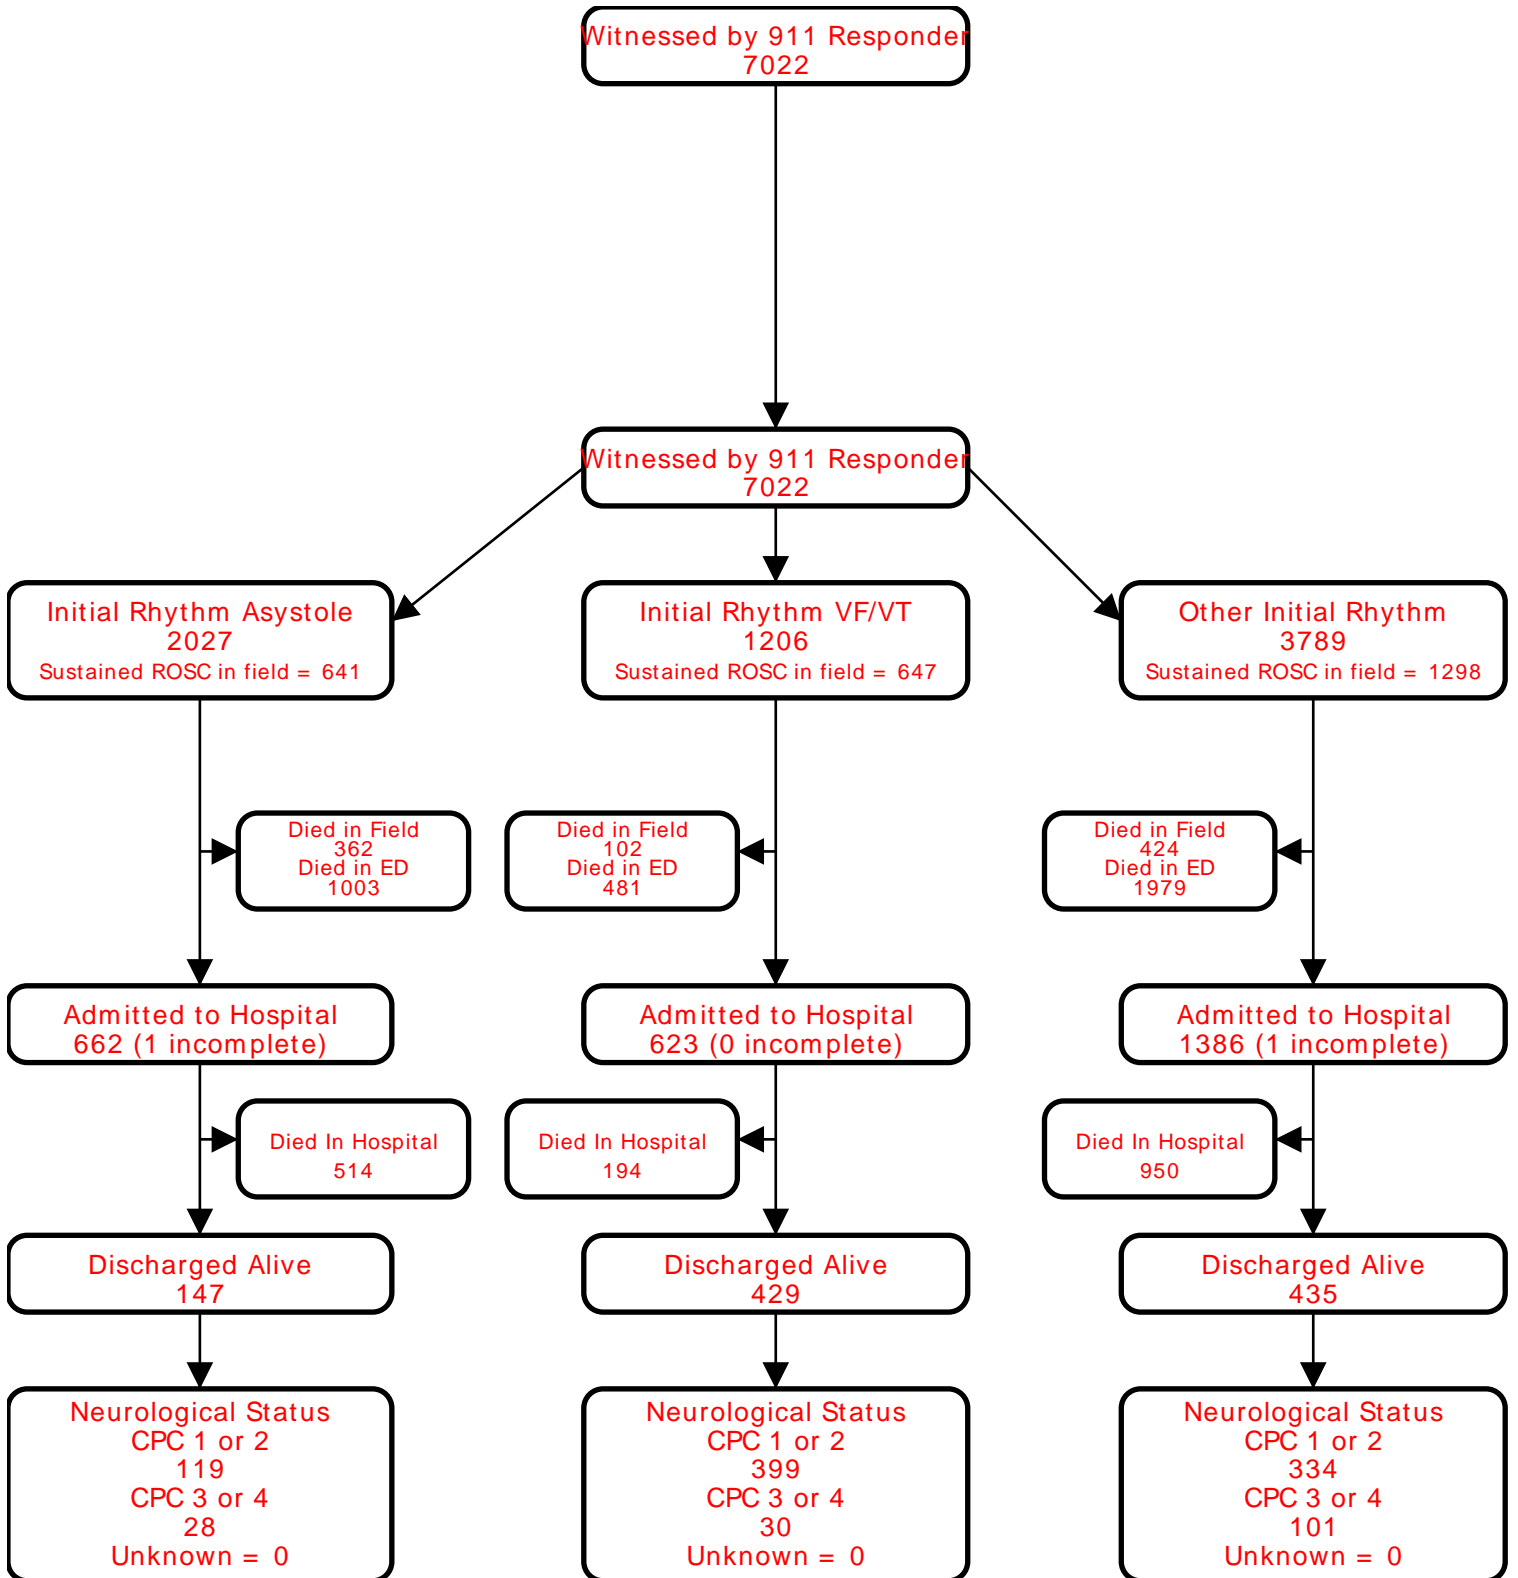 Witnessed by 911 Responder
7022
Witnessed by 911 Responder
7022
Initial Rhythm Asystole
2027
Sustained ROSC in field = 641
Initial Rhythm VF/VT
1206
Sustained ROSC in field = 647
Other Initial Rhythm
3789
Sustained ROSC in field = 1298
Died in Field
362
Died in ED
1003
Died in Field
102
Died in ED
481
Died in Field
424
Died in ED
1979
Admitted to Hospital
662 (1 incomplete)
Admitted to Hospital
623 (0 incomplete)
Admitted to Hospital
1386 (1 incomplete)
Died In Hospital
514
Died In Hospital
194
Died In Hospital
950
Discharged Alive
147
Discharged Alive
429
Discharged Alive
435
Neurological Status
CPC 1 or 2
119
CPC 3 or 4
28
Unknown = 0
Neurological Status
CPC 1 or 2
399
CPC 3 or 4
30
Unknown = 0
Neurological Status
CPC 1 or 2
334
CPC 3 or 4
101
Unknown = 0